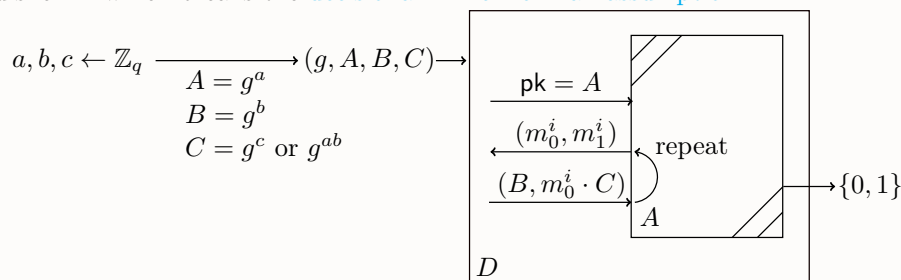 a, b, c ← ℤ_q
(g, A, B, C)
A = g^a
B = g^b
C = g^c or g^{ab}
pk = A
(m_0^i, m_1^i)
repeat
(B, m_0^i · C)
A
{0, 1}
D